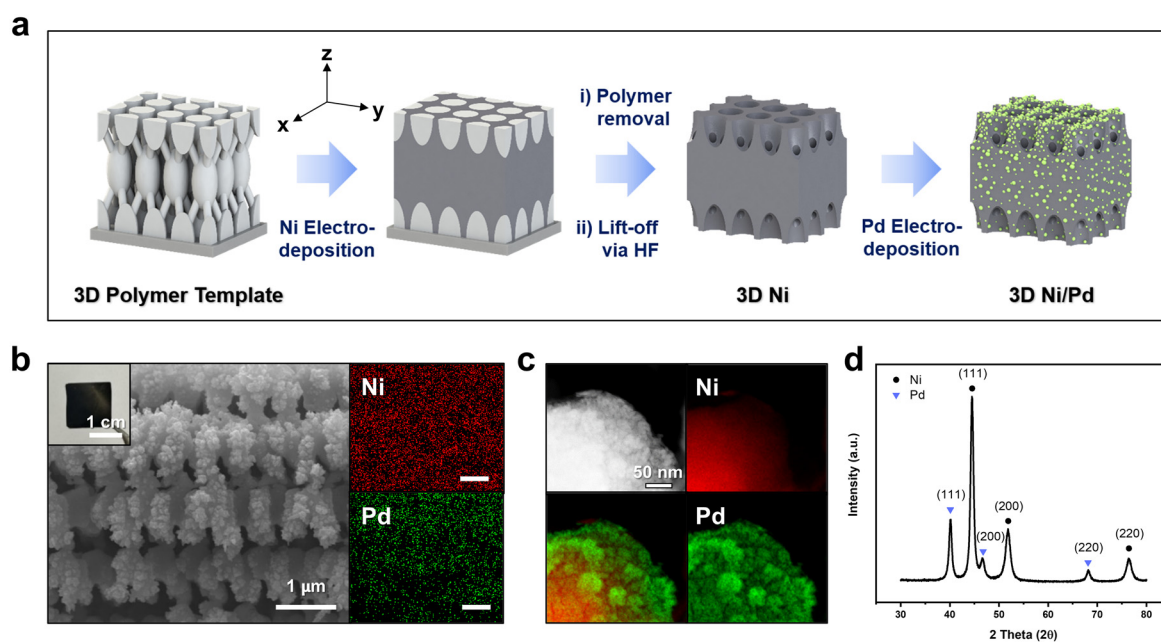 a
z
x
y
i) Polymer
removal
Ni Electro-
deposition
ii) Lift-off
via HF
Pd Electro-
deposition
3D Polymer Template
3D Ni
3D Ni/Pd
b
1 cm
1 μm
Ni
Pd
c
50 nm
Ni
Pd
d
Ni
Pd
(111)
(111)
(200)
(200)
(220)
(220)
Intensity (a.u.)
30 40 50 60 70 80
2 Theta (2θ)